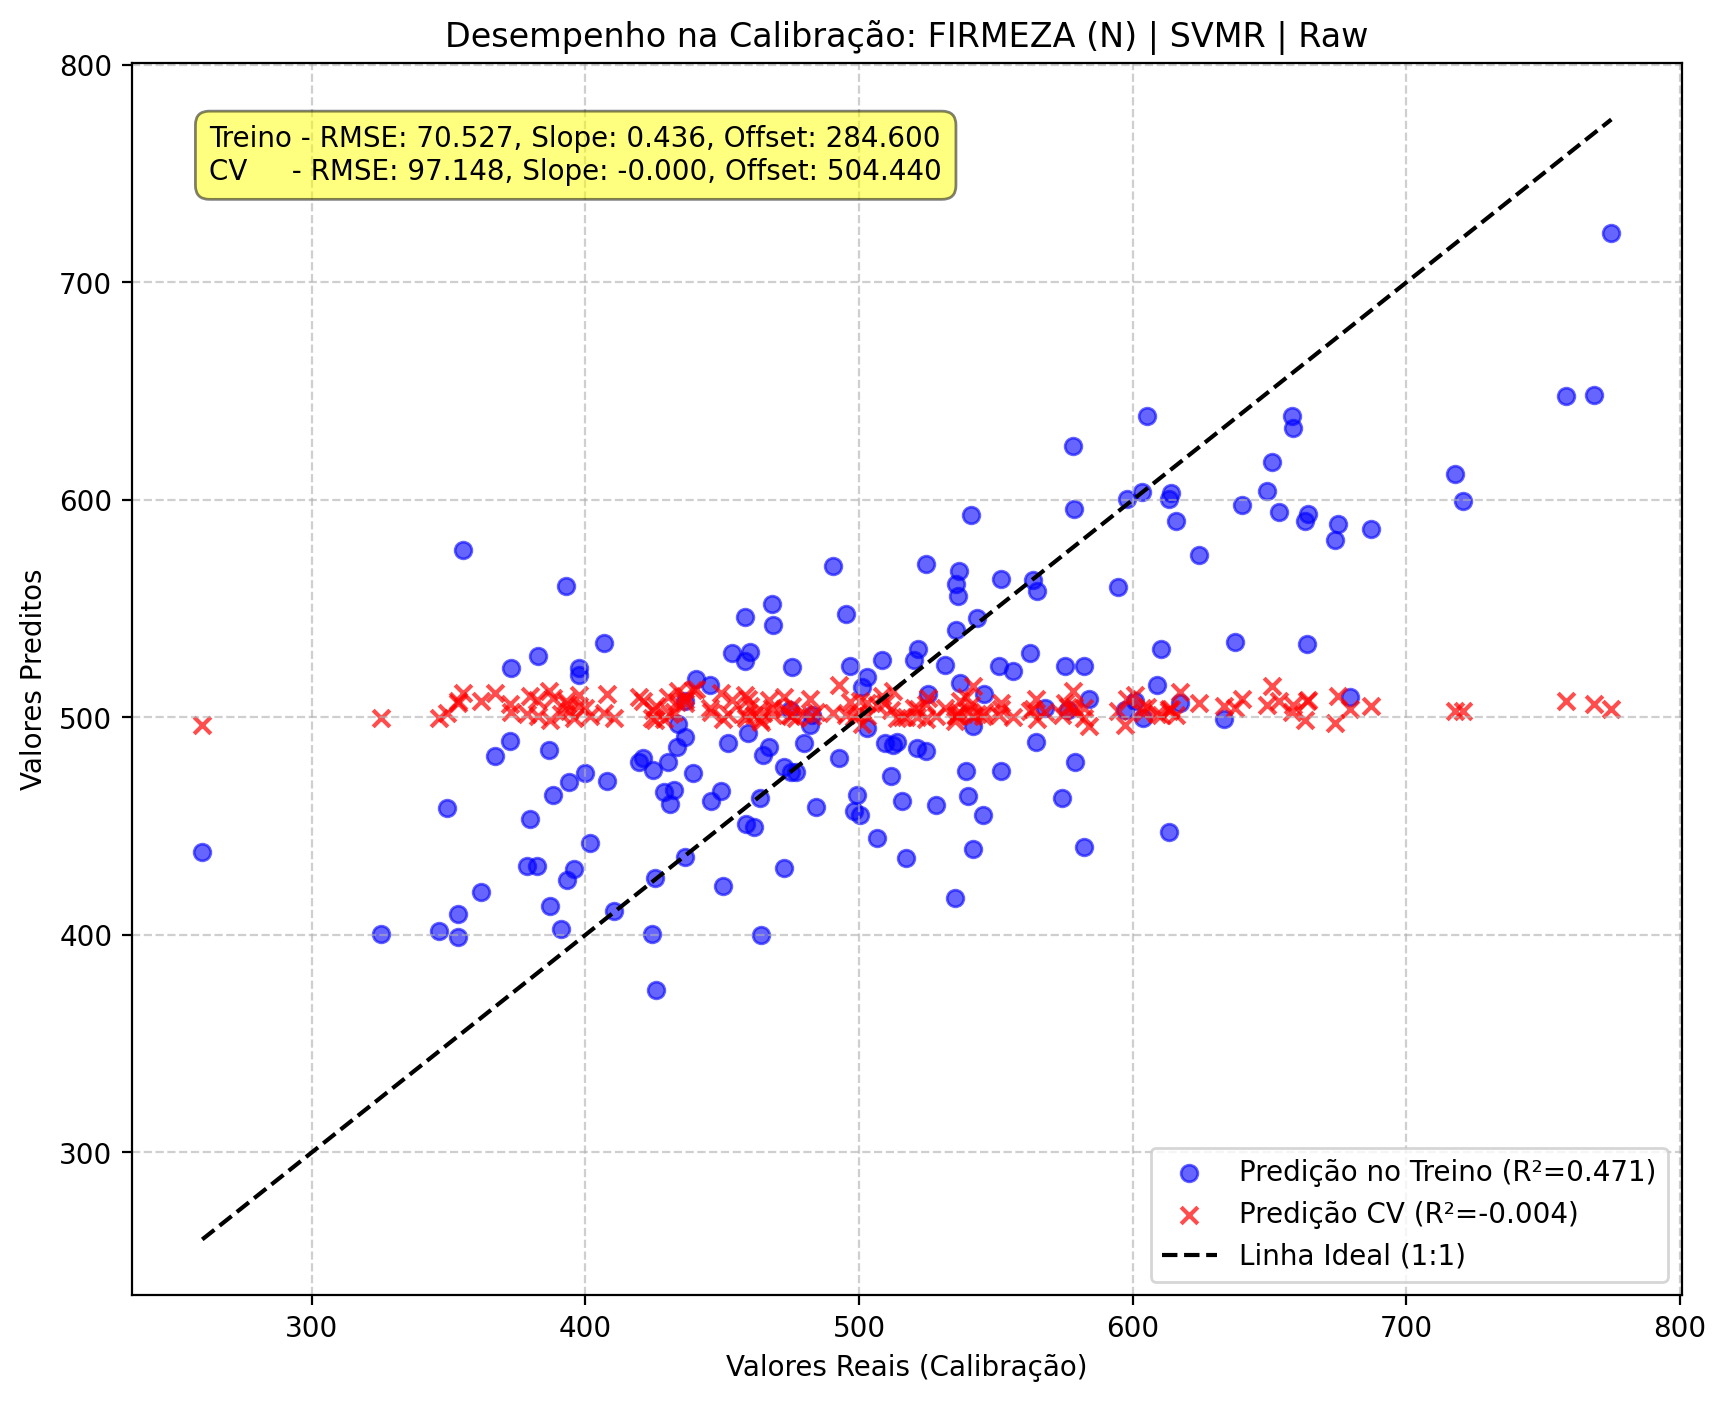 Desempenho na Calibração: FIRMEZA (N) | SVMR | Raw
Treino - RMSE: 70.527, Slope: 0.436, Offset: 284.600
CV - RMSE: 97.148, Slope: -0.000, Offset: 504.440
Valores Preditos
800
700
600
500
400
300
Predição no Treino (R²=0.471)
Predição CV (R²=-0.004)
Linha Ideal (1:1)
300 400 500 600 700 800
Valores Reais (Calibração)